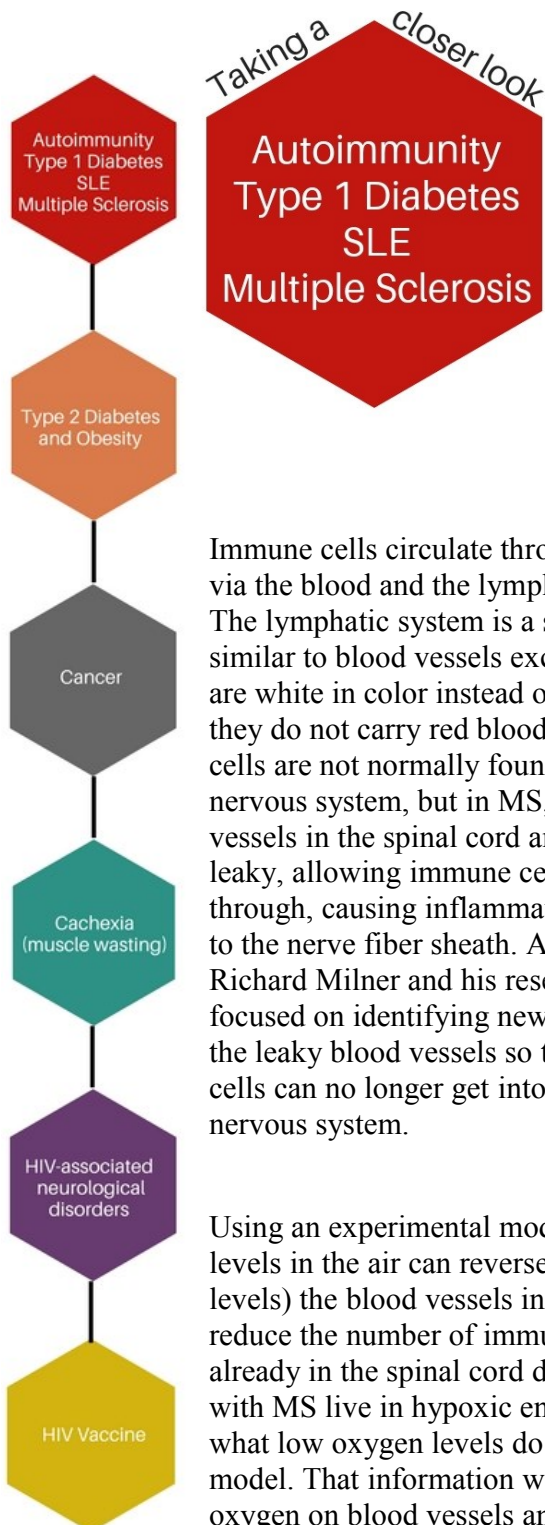 Taking a closer look
Autoimmunity
Type 1 Diabetes
SLE
Multiple Sclerosis
Autoimmunity
Type 1 Diabetes
SLE
Multiple Sclerosis
Type 2 Diabetes
and Obesity
Cancer
Cachexia
(muscle wasting)
HIV-associated
neurological
disorders
HIV Vaccine
Immune cells circulate thro
via the blood and the lymph
The lymphatic system is a s
similar to blood vessels exc
are white in color instead o
they do not carry red blood
cells are not normally foun
nervous system, but in MS,
vessels in the spinal cord ar
leaky, allowing immune ce
through, causing inflamma
to the nerve fiber sheath. A
Richard Milner and his rese
focused on identifying new
the leaky blood vessels so t
cells can no longer get into
nervous system.
Using an experimental mod
levels in the air can reverse
levels) the blood vessels in
reduce the number of immu
already in the spinal cord d
with MS live in hypoxic en
what low oxygen levels do
model. That information w
oxygen on blood vessels an